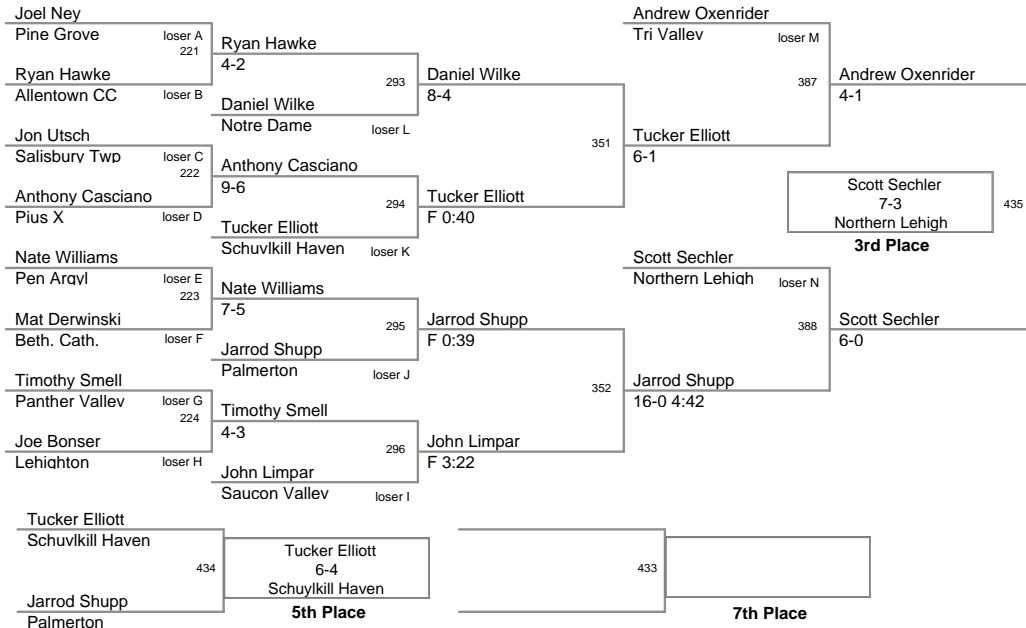 Joel Ney
Pine Grove
loser A
221
Ryan Hawke
4-2
Ryan Hawke
Allentown CC
loser B
293
Daniel Wilke
8-4
Daniel Wilke
Notre Dame
loser L
Jon Utsch
Salisbury Twp
loser C
222
Anthony Casciano
9-6
Anthony Casciano
Pius X
loser D
294
Tucker Elliott
F 0:40
Tucker Elliott
Schuylkill Haven
loser K
351
Tucker Elliott
6-1
Andrew Oxenrider
Tri Valley
loser M
387
Andrew Oxenrider
4-1
Scott Sechler
7-3
Northern Lehigh
435
3rd Place
Nate Williams
Pen Argyl
loser E
223
Nate Williams
7-5
Mat Derwinski
Beth. Cath.
loser F
295
Jarrod Shupp
F 0:39
Jarrod Shupp
Palmerton
loser J
Timothy Smell
Panther Valley
loser G
224
Timothy Smell
4-3
Joe Bonser
Lehighton
loser H
296
John Limpar
F 3:22
John Limpar
Saucon Valley
loser I
352
Jarrod Shupp
16-0 4:42
Scott Sechler
Northern Lehigh
loser N
388
Scott Sechler
6-0
Tucker Elliott
Schuylkill Haven
434
Jarrod Shupp
Palmerton
Tucker Elliott
6-4
Schuylkill Haven
5th Place
433
7th Place